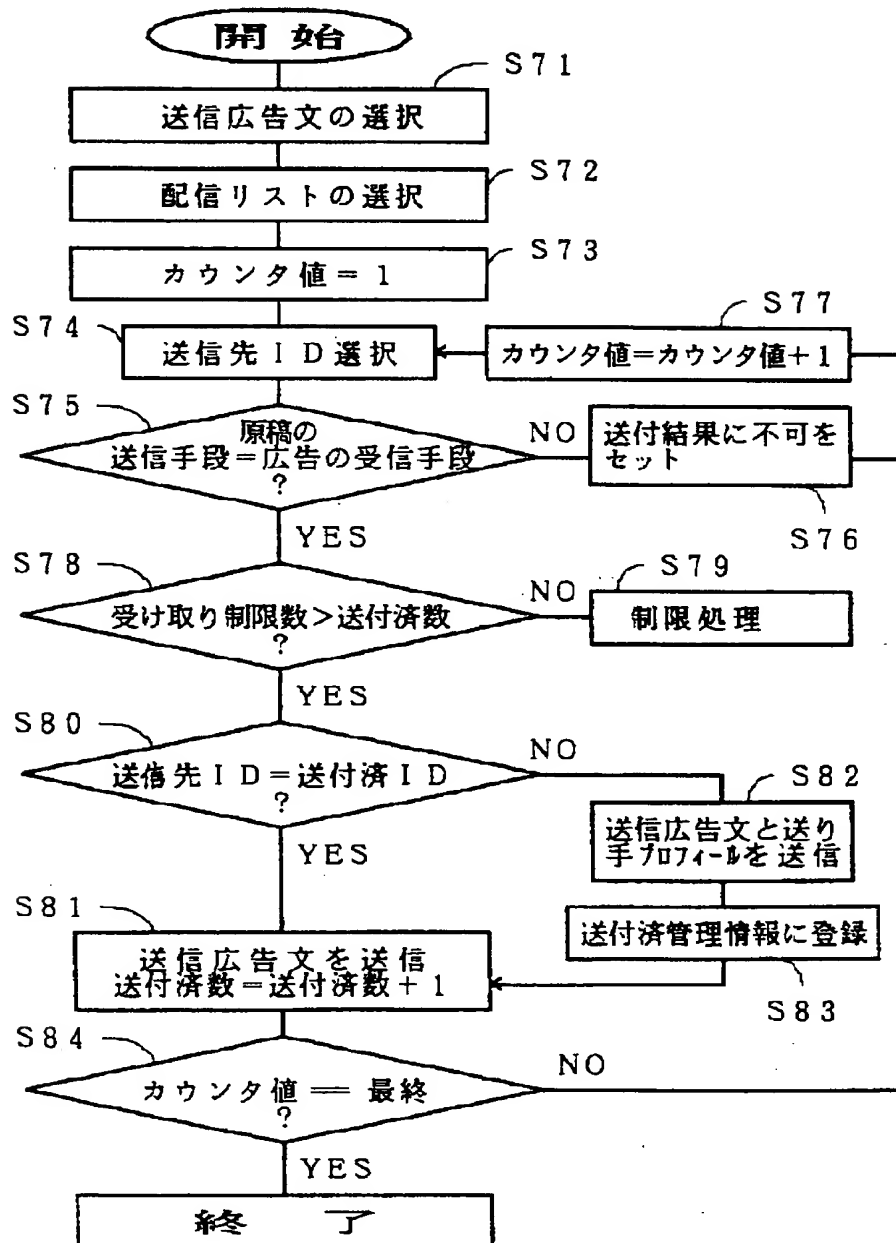 開始
S71
送信広告文の選択
S72
配信リストの選択
S73
カウンタ値＝1
S74
送信先ID選択
S77
カウンタ値＝カウンタ値＋1
S75
原稿の
送信手段＝広告の受信手段
?
NO
送付結果に不可を
セット
S76
YES
S78
受け取り制限数＞送付済数
?
NO
S79
制限処理
YES
S80
送信先ID＝送付済ID
?
NO
S82
送信広告文と送り
手プロフィールを送信
YES
S81
送信広告文を送信
送付済数＝送付済数＋1
送付済管理情報に登録
S83
S84
カウンタ値＝＝最終
?
NO
YES
終了